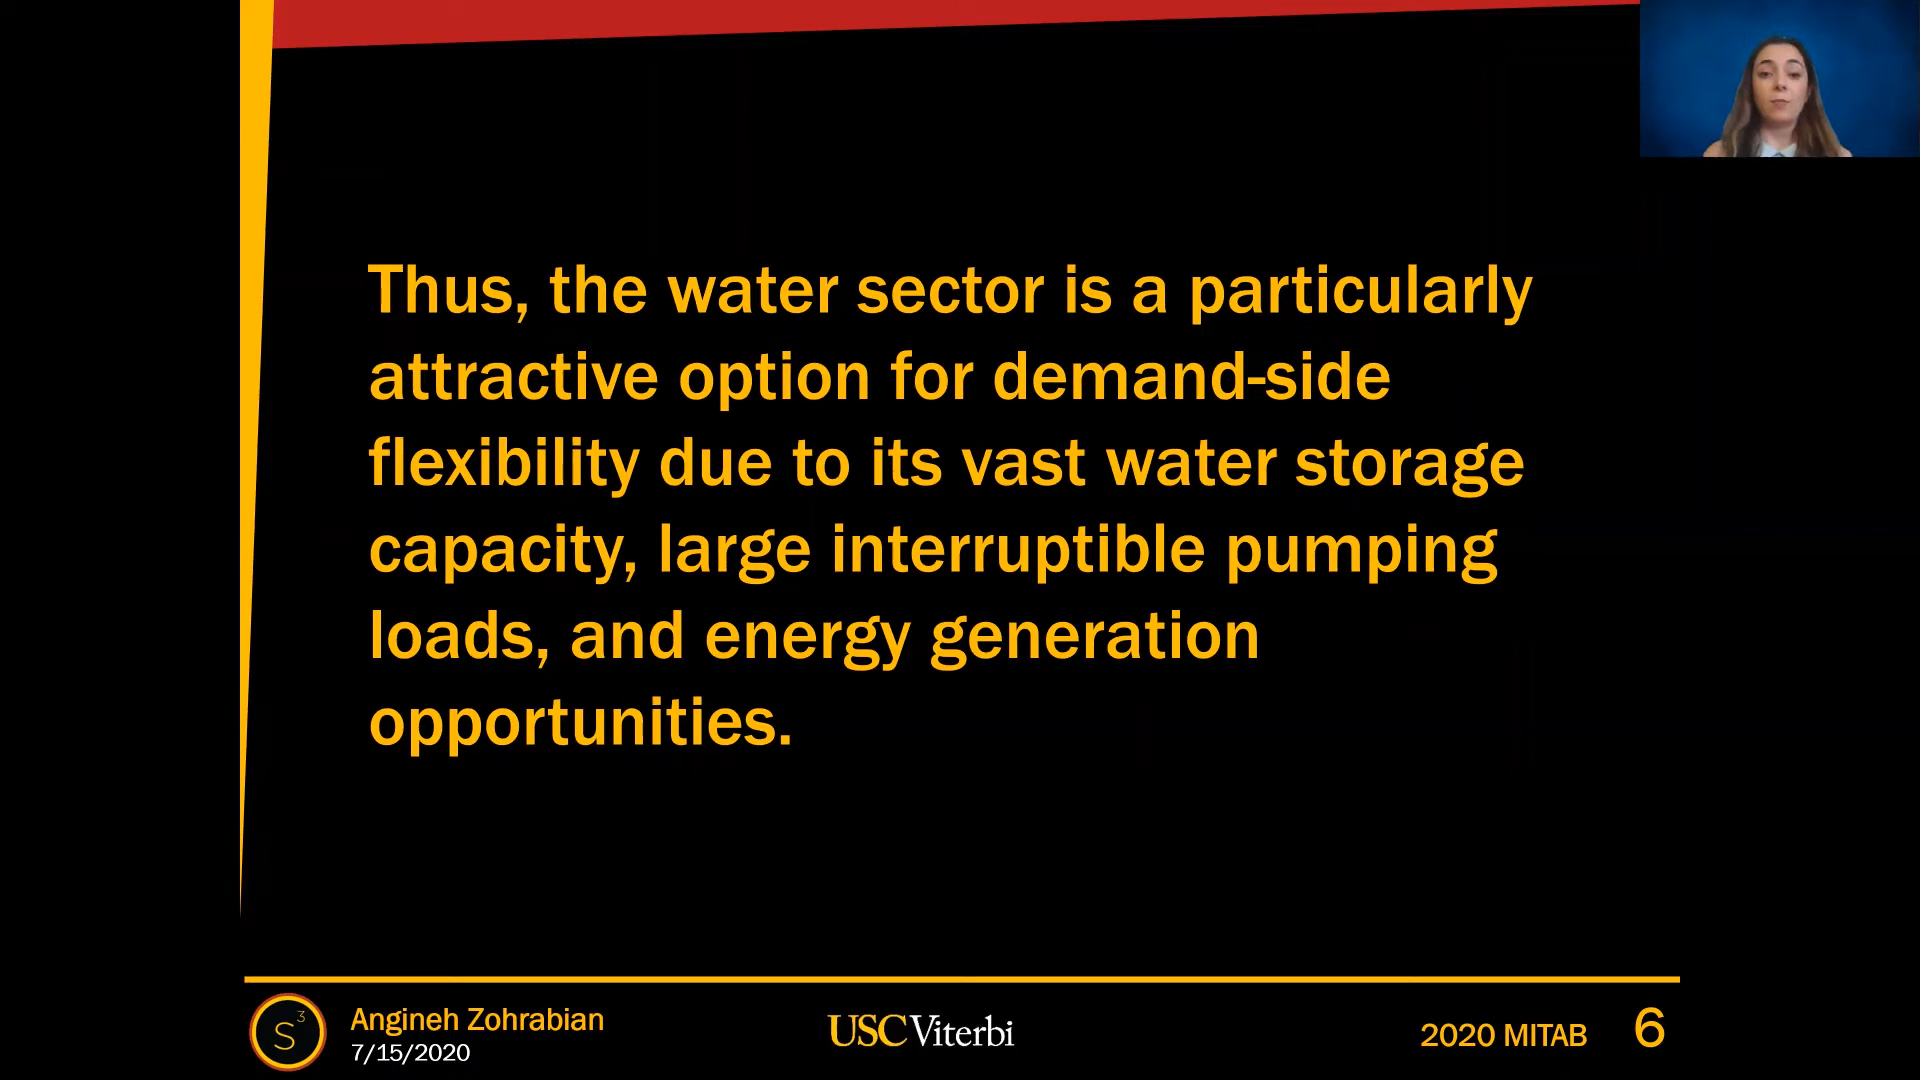 Thus, the water sector is a particularly
attractive option for demand-side
flexibility due to its vast water storage
capacity, large interruptible pumping
loads, and energy generation
opportunities.
S3
Angineh Zohrabian
7/15/2020
USC Viterbi
2020 MITAB
6